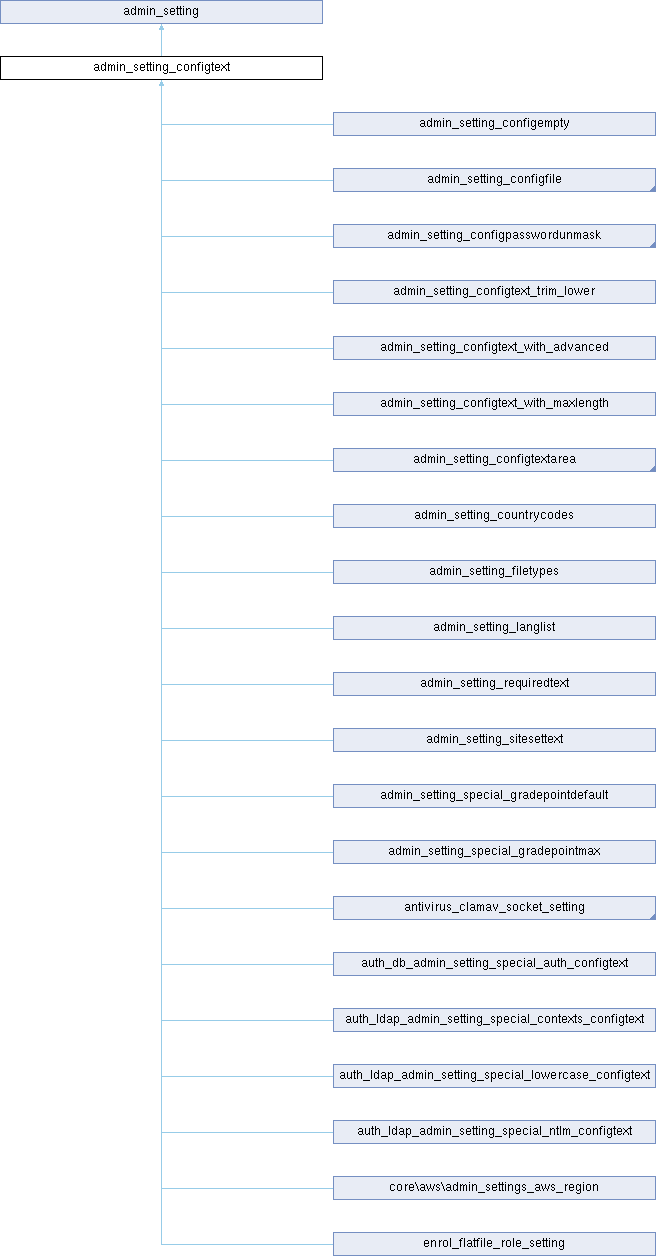 admin_setting
admin_setting_configtext
admin_setting_configempty
admin_setting_configfile
admin_setting_configpasswordunmask
admin_setting_configtext_trim_lower
admin_setting_configtext_with_advanced
admin_setting_configtext_with_maxlength
admin_setting_configtextarea
admin_setting_countrycodes
admin_setting_filetypes
admin_setting_langlist
admin_setting_requiredtext
admin_setting_sitesettext
admin_setting_special_gradepointdefault
admin_setting_special_gradepointmax
antivirus_clamav_socket_setting
auth_db_admin_setting_special_auth_configtext
auth_ldap_admin_setting_special_contexts_configtext
auth_ldap_admin_setting_special_lowercase_configtext
auth_ldap_admin_setting_special_ntlm_configtext
core\aws\admin_settings_aws_region
enrol_flatfile_role_setting